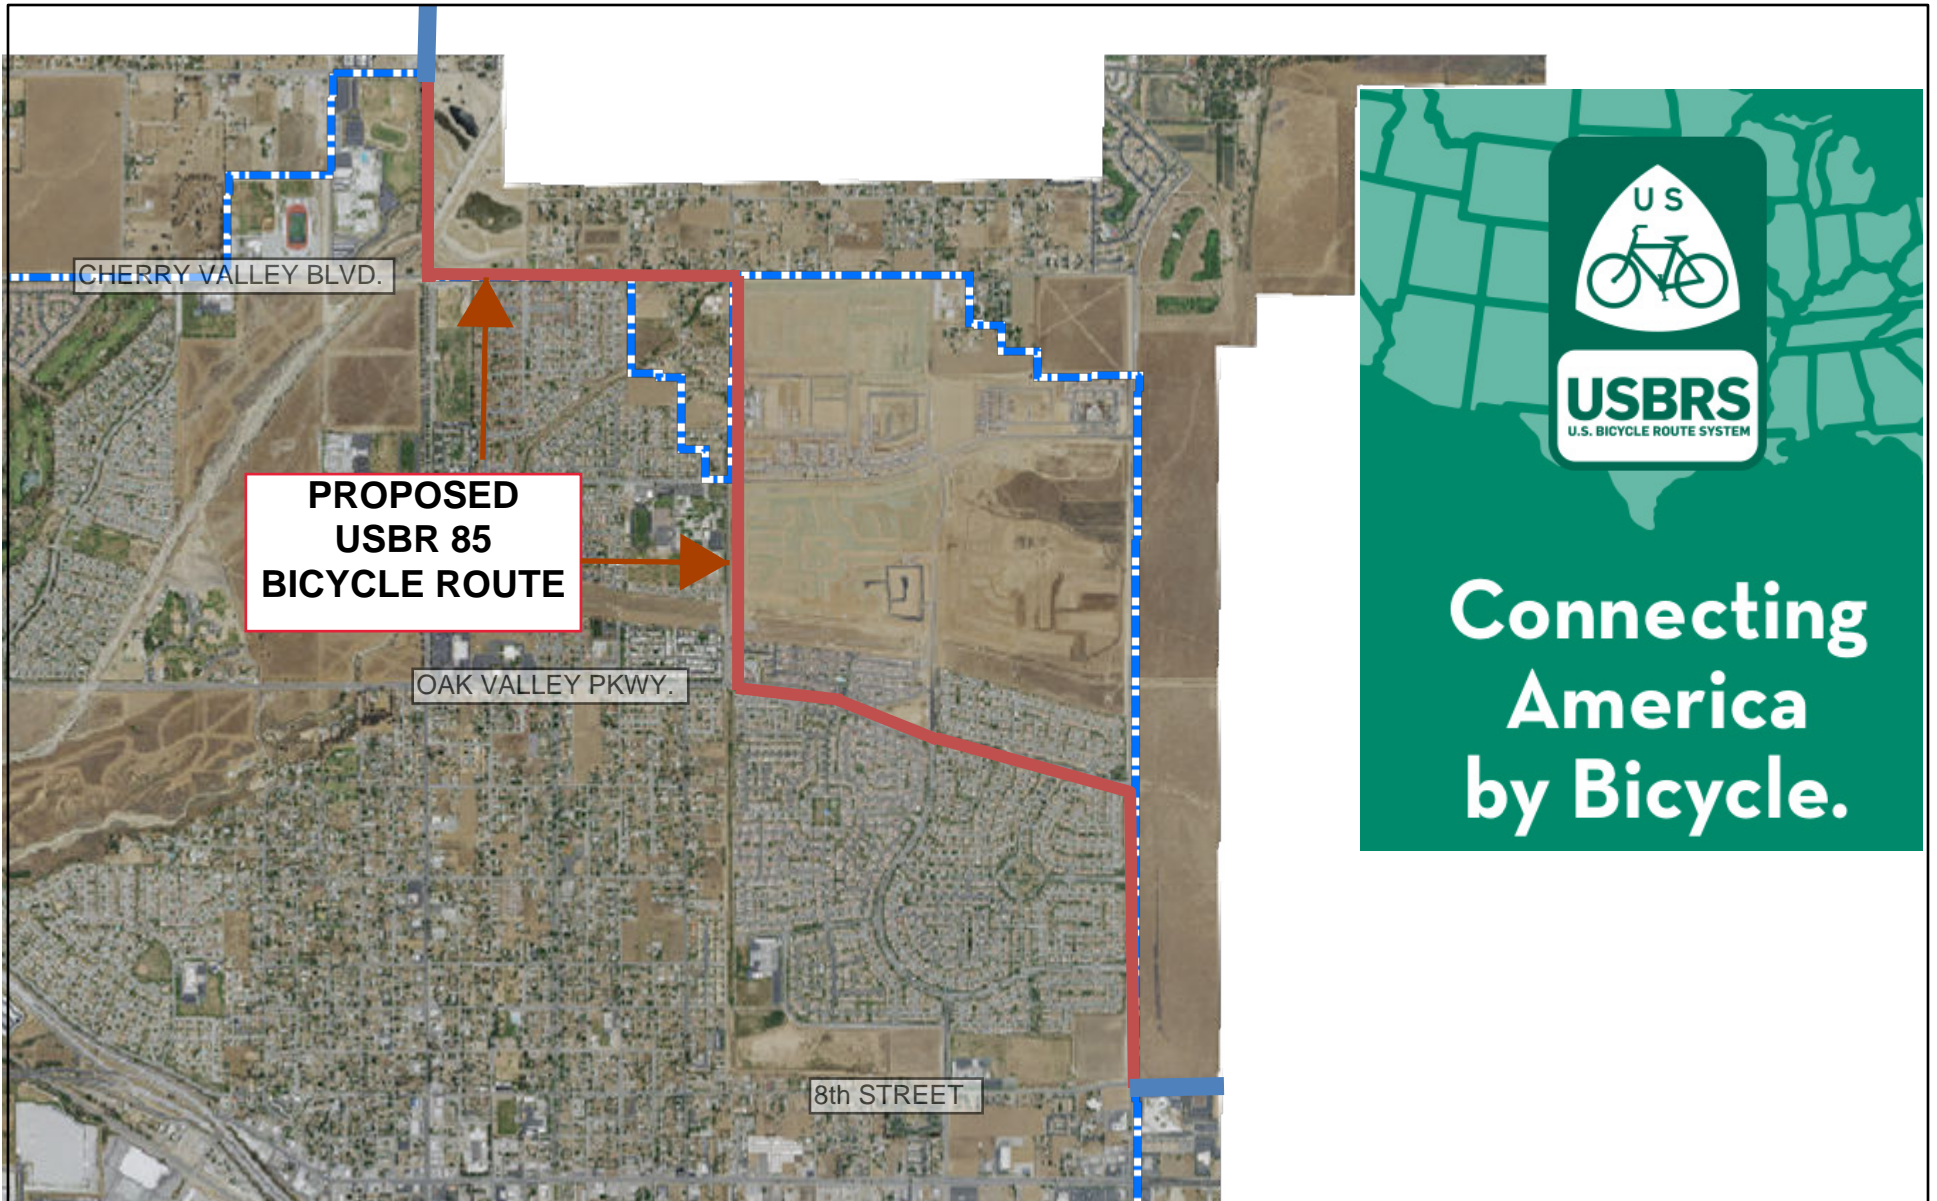 CHERRY VALLEY BLVD.
PROPOSED
USBR 85
BICYCLE ROUTE
OAK VALLEY PKWY.
8th STREET
US
USBRS
U.S. BICYCLE ROUTE SYSTEM
Connecting
America
by Bicycle.